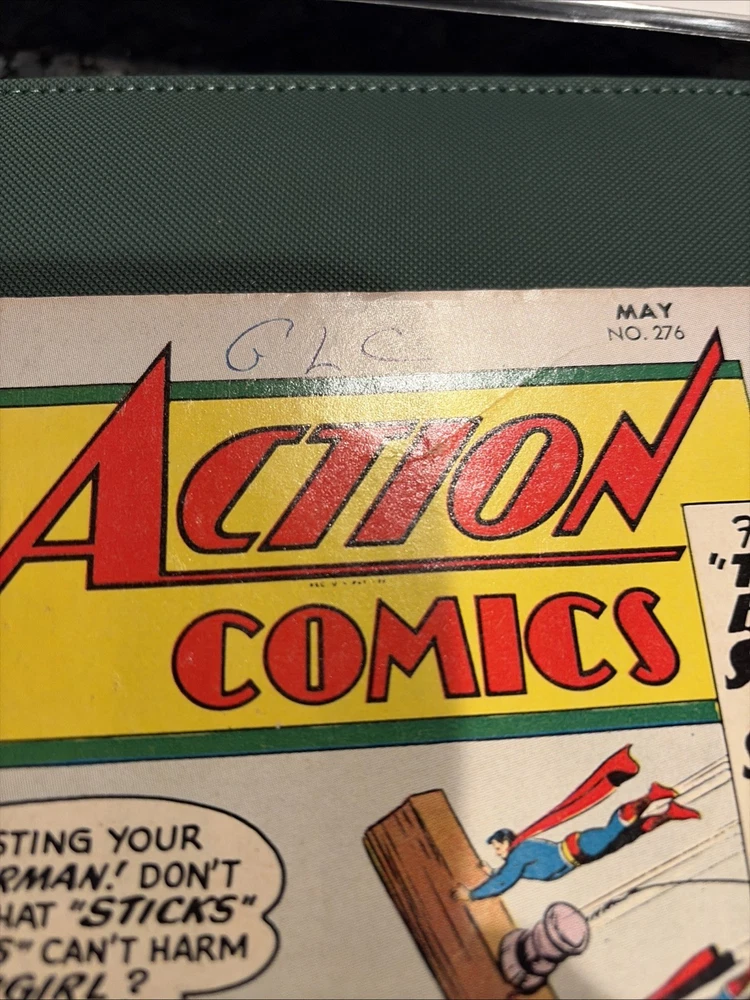 GLC
MAY
NO. 276
ACTION
COMICS
STING YOUR
RMAN! DON'T
HAT "STICKS"
S" CAN'T HARM
GIRL?